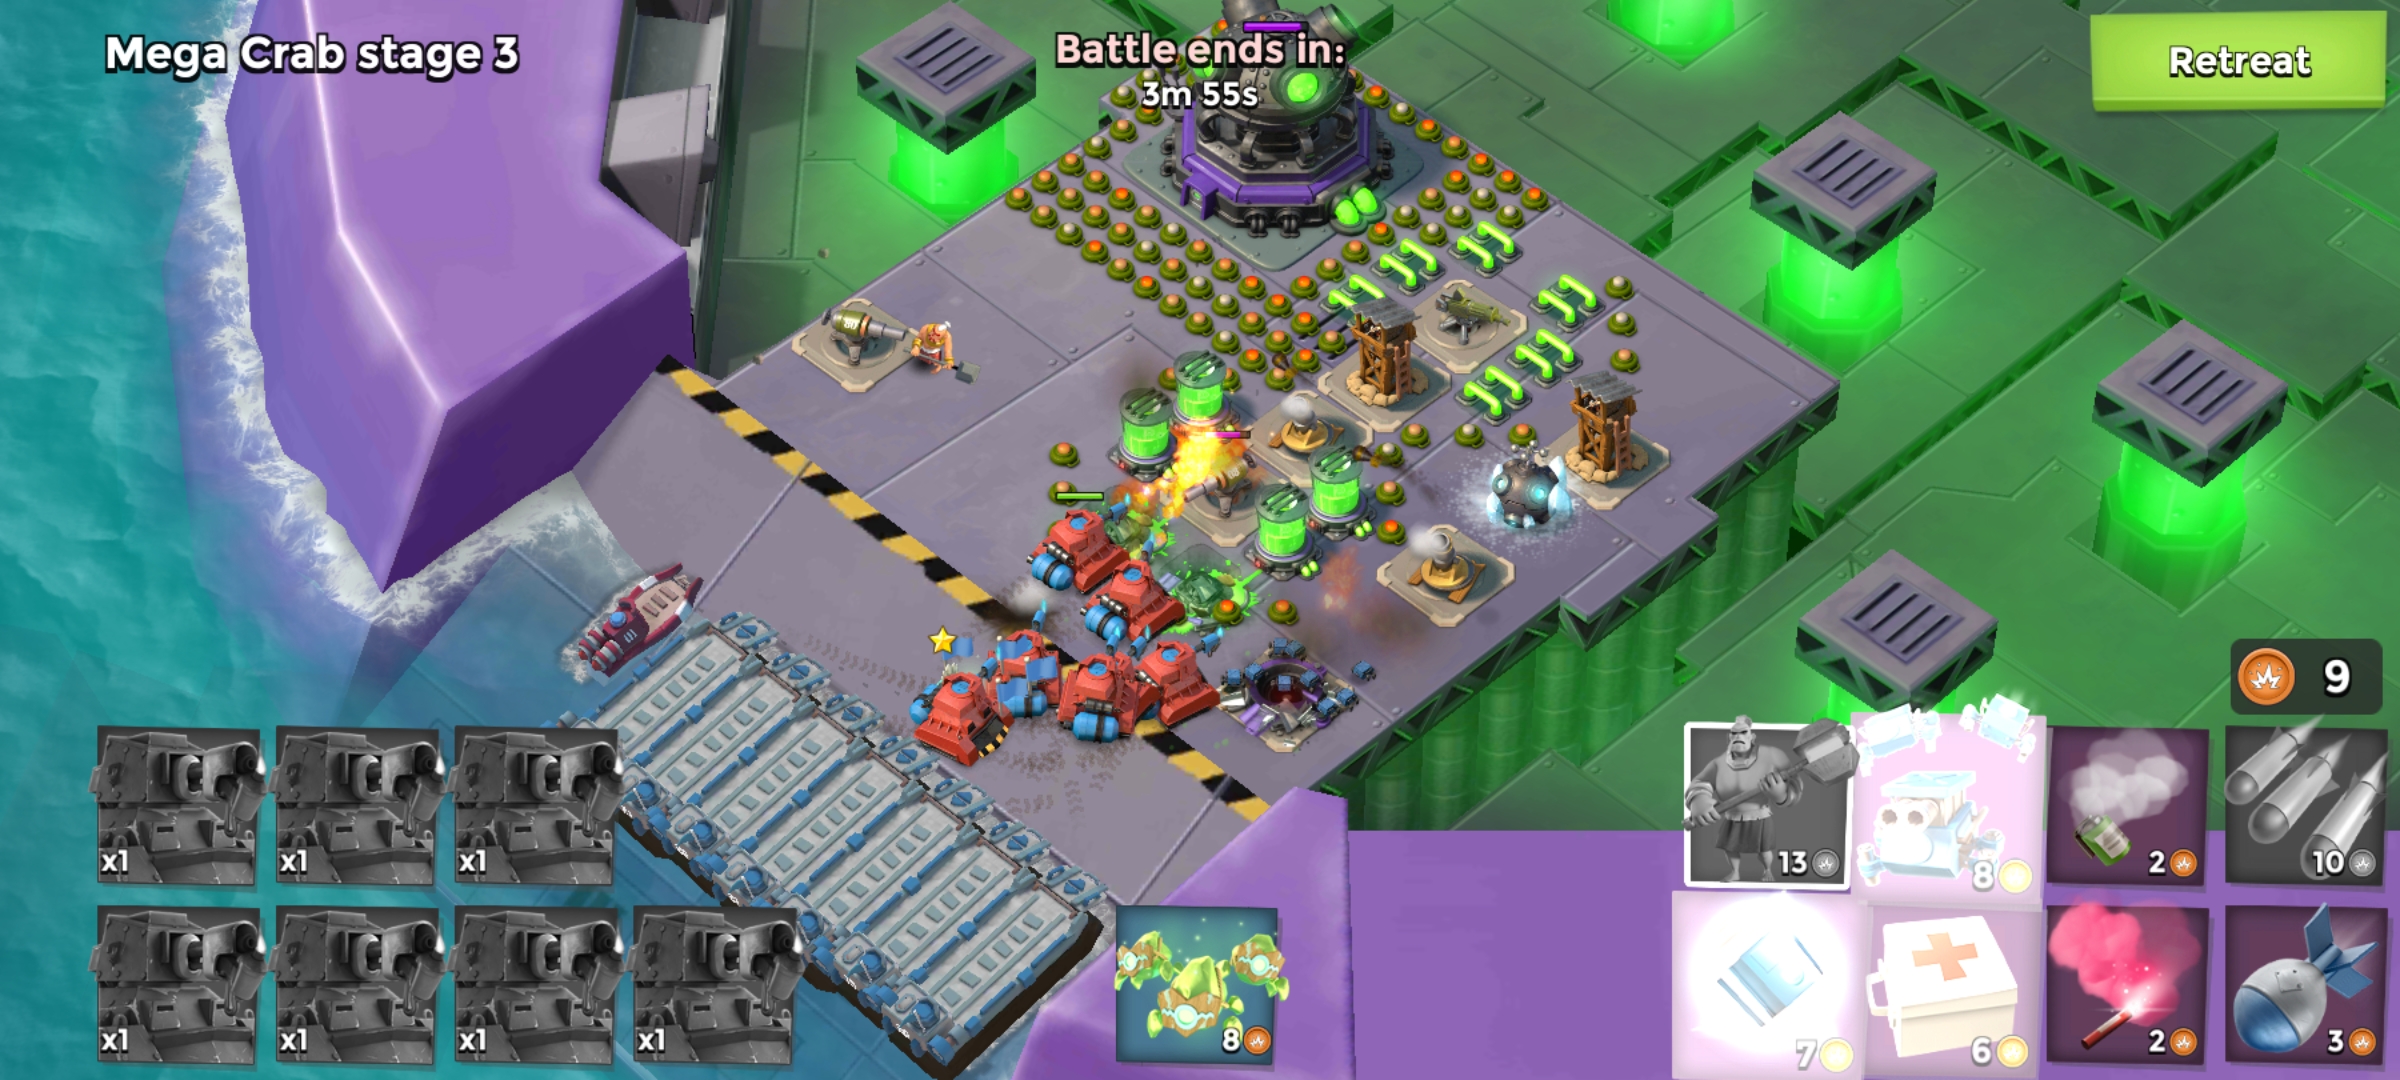 Mega Crab stage 3
Battle ends in:
3m 55s
Retreat
9
x1
x1
x1
x1
x1
x1
x1
8
13
8
2
10
7
6
2
3